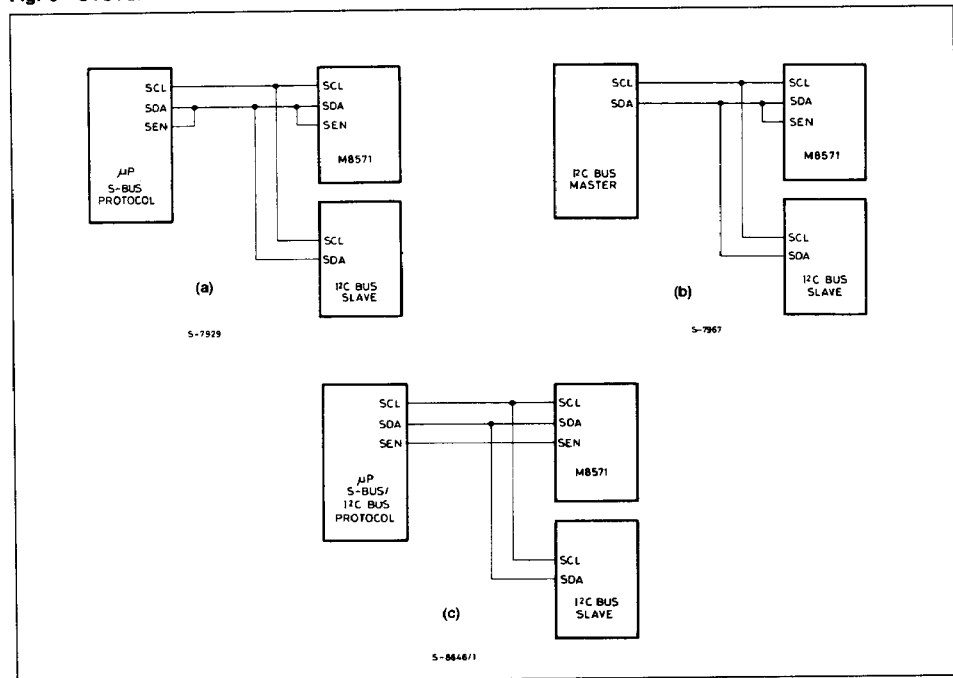 SCL
SDA
SEN
µP
S-BUS
PROTOCOL
SCL
SDA
SEN
M8571
SCL
SDA
I²C BUS
SLAVE
(a)
S-7929
SCL
SDA
I²C BUS
MASTER
SCL
SDA
SEN
M8571
SCL
SDA
I²C BUS
SLAVE
(b)
S-7967
SCL
SDA
SEN
µP
S-BUS/
I²C BUS
PROTOCOL
SCL
SDA
SEN
M8571
SCL
SDA
I²C BUS
SLAVE
(c)
S-8646/1